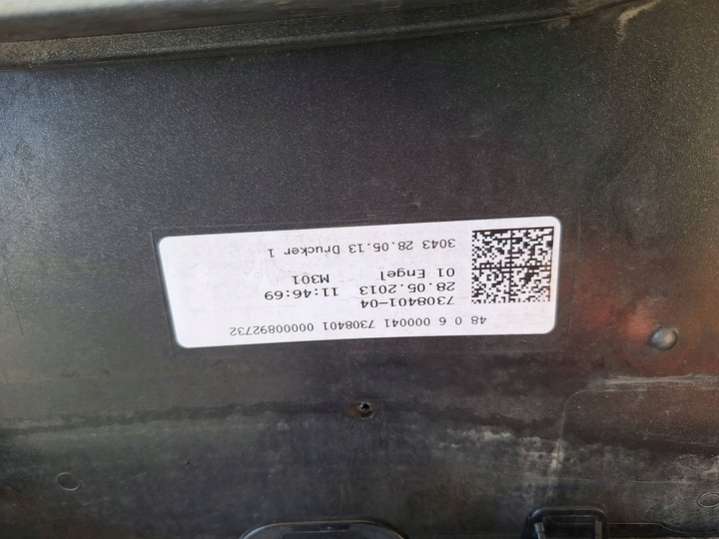 48 0 6 000041 7308401 00000892732
7308401-04
28.05.2013 11:46:69
01 Engel M301
3043 28.05.13 Drucker 1